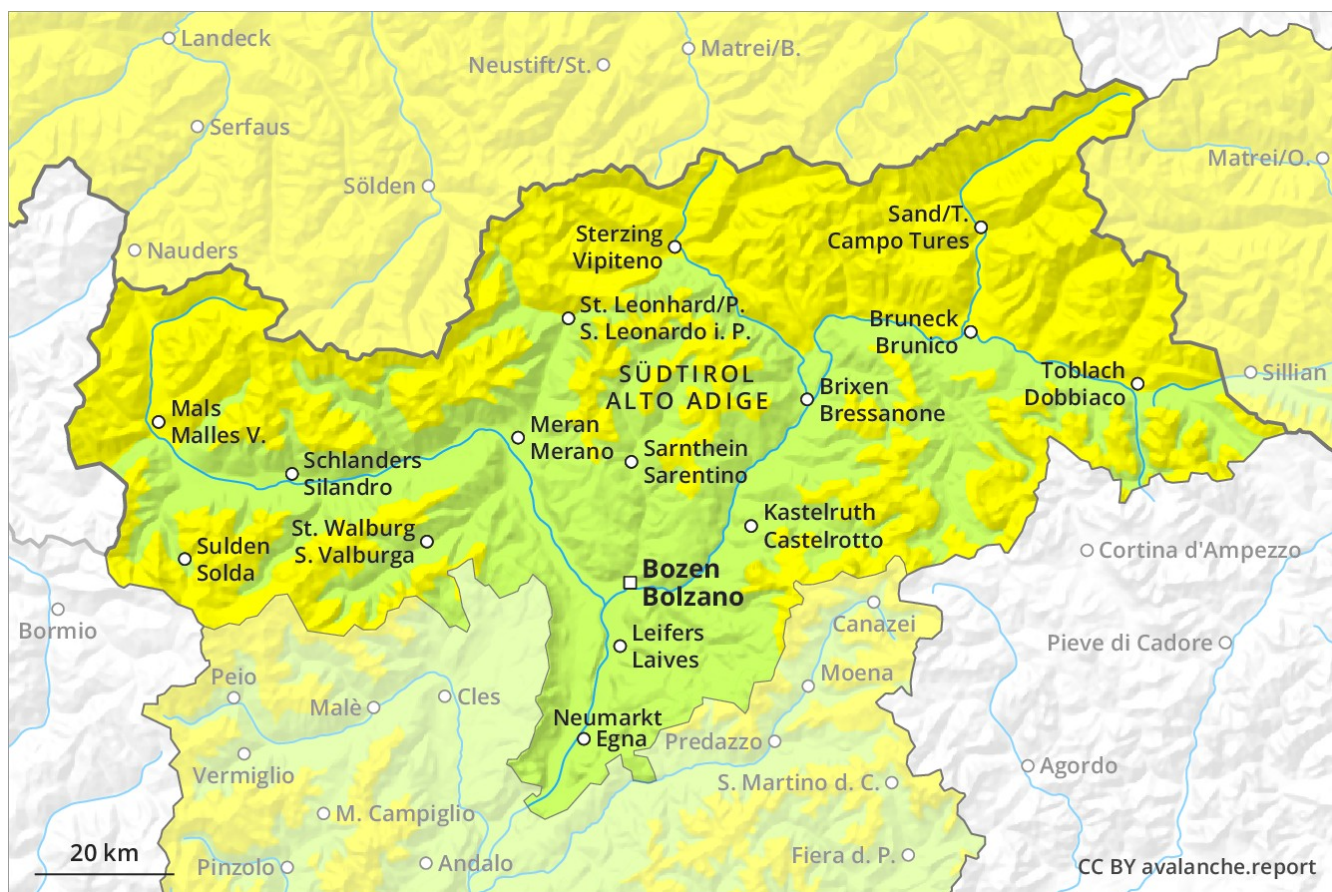 Landeck
Matrei/B.
Neustift/St.
Serfaus
Matrei/O.
Sölden
Sand/T.
Campo Tures
Sterzing
Vipiteno
Nauders
St. Leonhard/P.
S. Leonardo i. P.
Bruneck
Brunico
SÜDTIROL
ALTO ADIGE
Toblach
Dobbiaco
Sillian
Brixen
Bressanone
Mals
Malles V.
Meran
Merano
Sarnthein
Sarentino
Schlanders
Silandro
St. Walburg
S. Valburga
Kastelruth
Castelrotto
Sulden
Solda
Cortina d'Ampezzo
Bozen
Bolzano
Bormio
Canazei
Leifers
Laives
Pieve di Cadore
Peio
Moena
Malè
Cles
Neumarkt
Egna
Predazzo
Vermiglio
Agordo
S. Martino d. C.
M. Campiglio
20 km
Pinzolo
Andalo
Fiera d. P.
CC BY avalanche.report